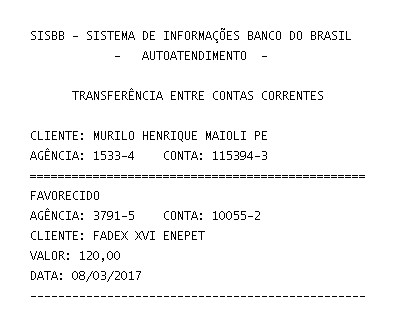 SISBB - SISTEMA DE INFORMAÇÕES BANCO DO BRASIL
- AUTOATENDIMENTO -
TRANSFERÊNCIA ENTRE CONTAS CORRENTES
CLIENTE: MURILO HENRIQUE MAIOLI PE
AGÊNCIA: 1533-4 CONTA: 115394-3
================================================
FAVORECIDO
AGÊNCIA: 3791-5 CONTA: 10055-2
CLIENTE: FADEX XVI ENEPET
VALOR: 120,00
DATA: 08/03/2017
------------------------------------------------